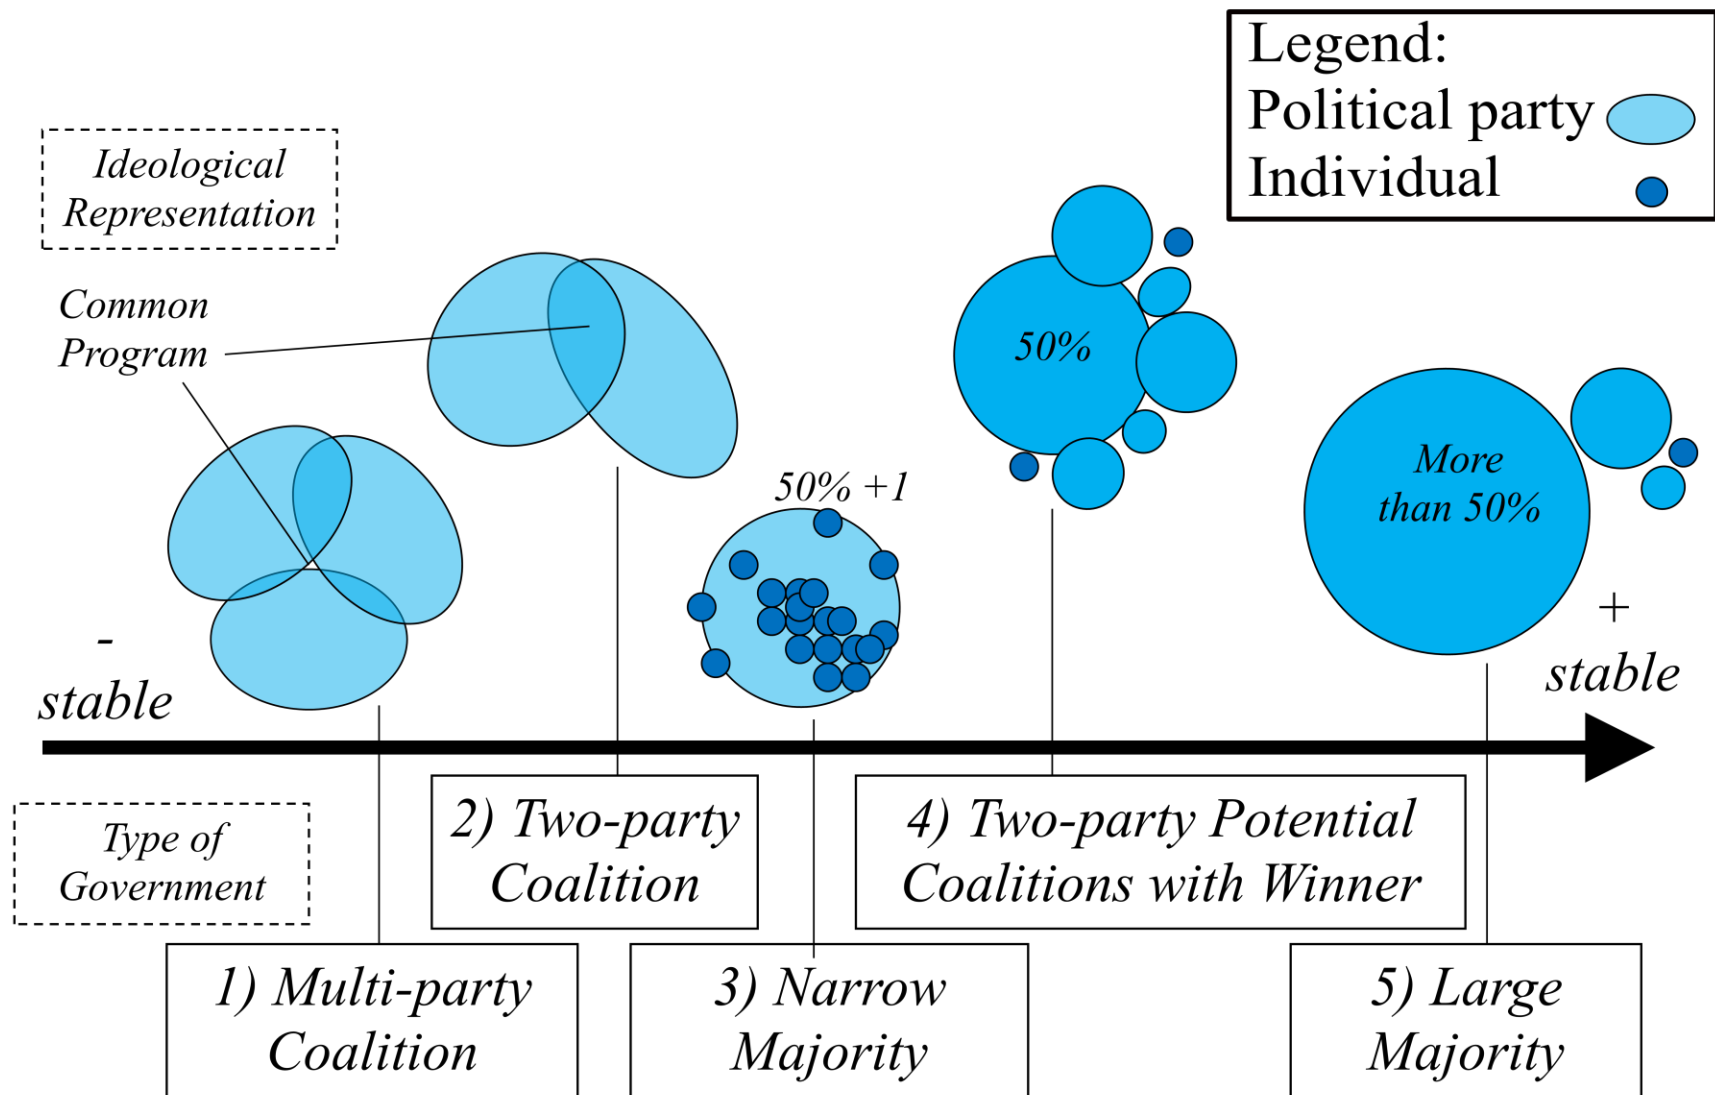 Legend:
Political party
Individual
Ideological
Representation
Common
Program
50%
50% +1
More
than 50%
-
stable
+
stable
Type of
Government
2) Two-party
Coalition
4) Two-party Potential
Coalitions with Winner
1) Multi-party
Coalition
3) Narrow
Majority
5) Large
Majority